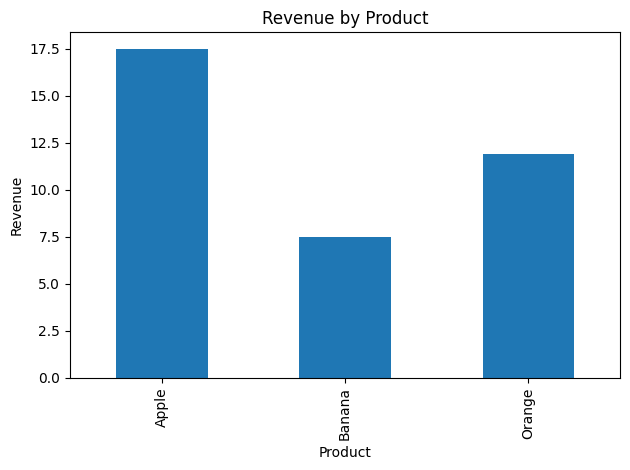 Revenue by Product
Revenue
17.5
15.0
12.5
10.0
7.5
5.0
2.5
0.0
Apple
Banana
Orange
Product